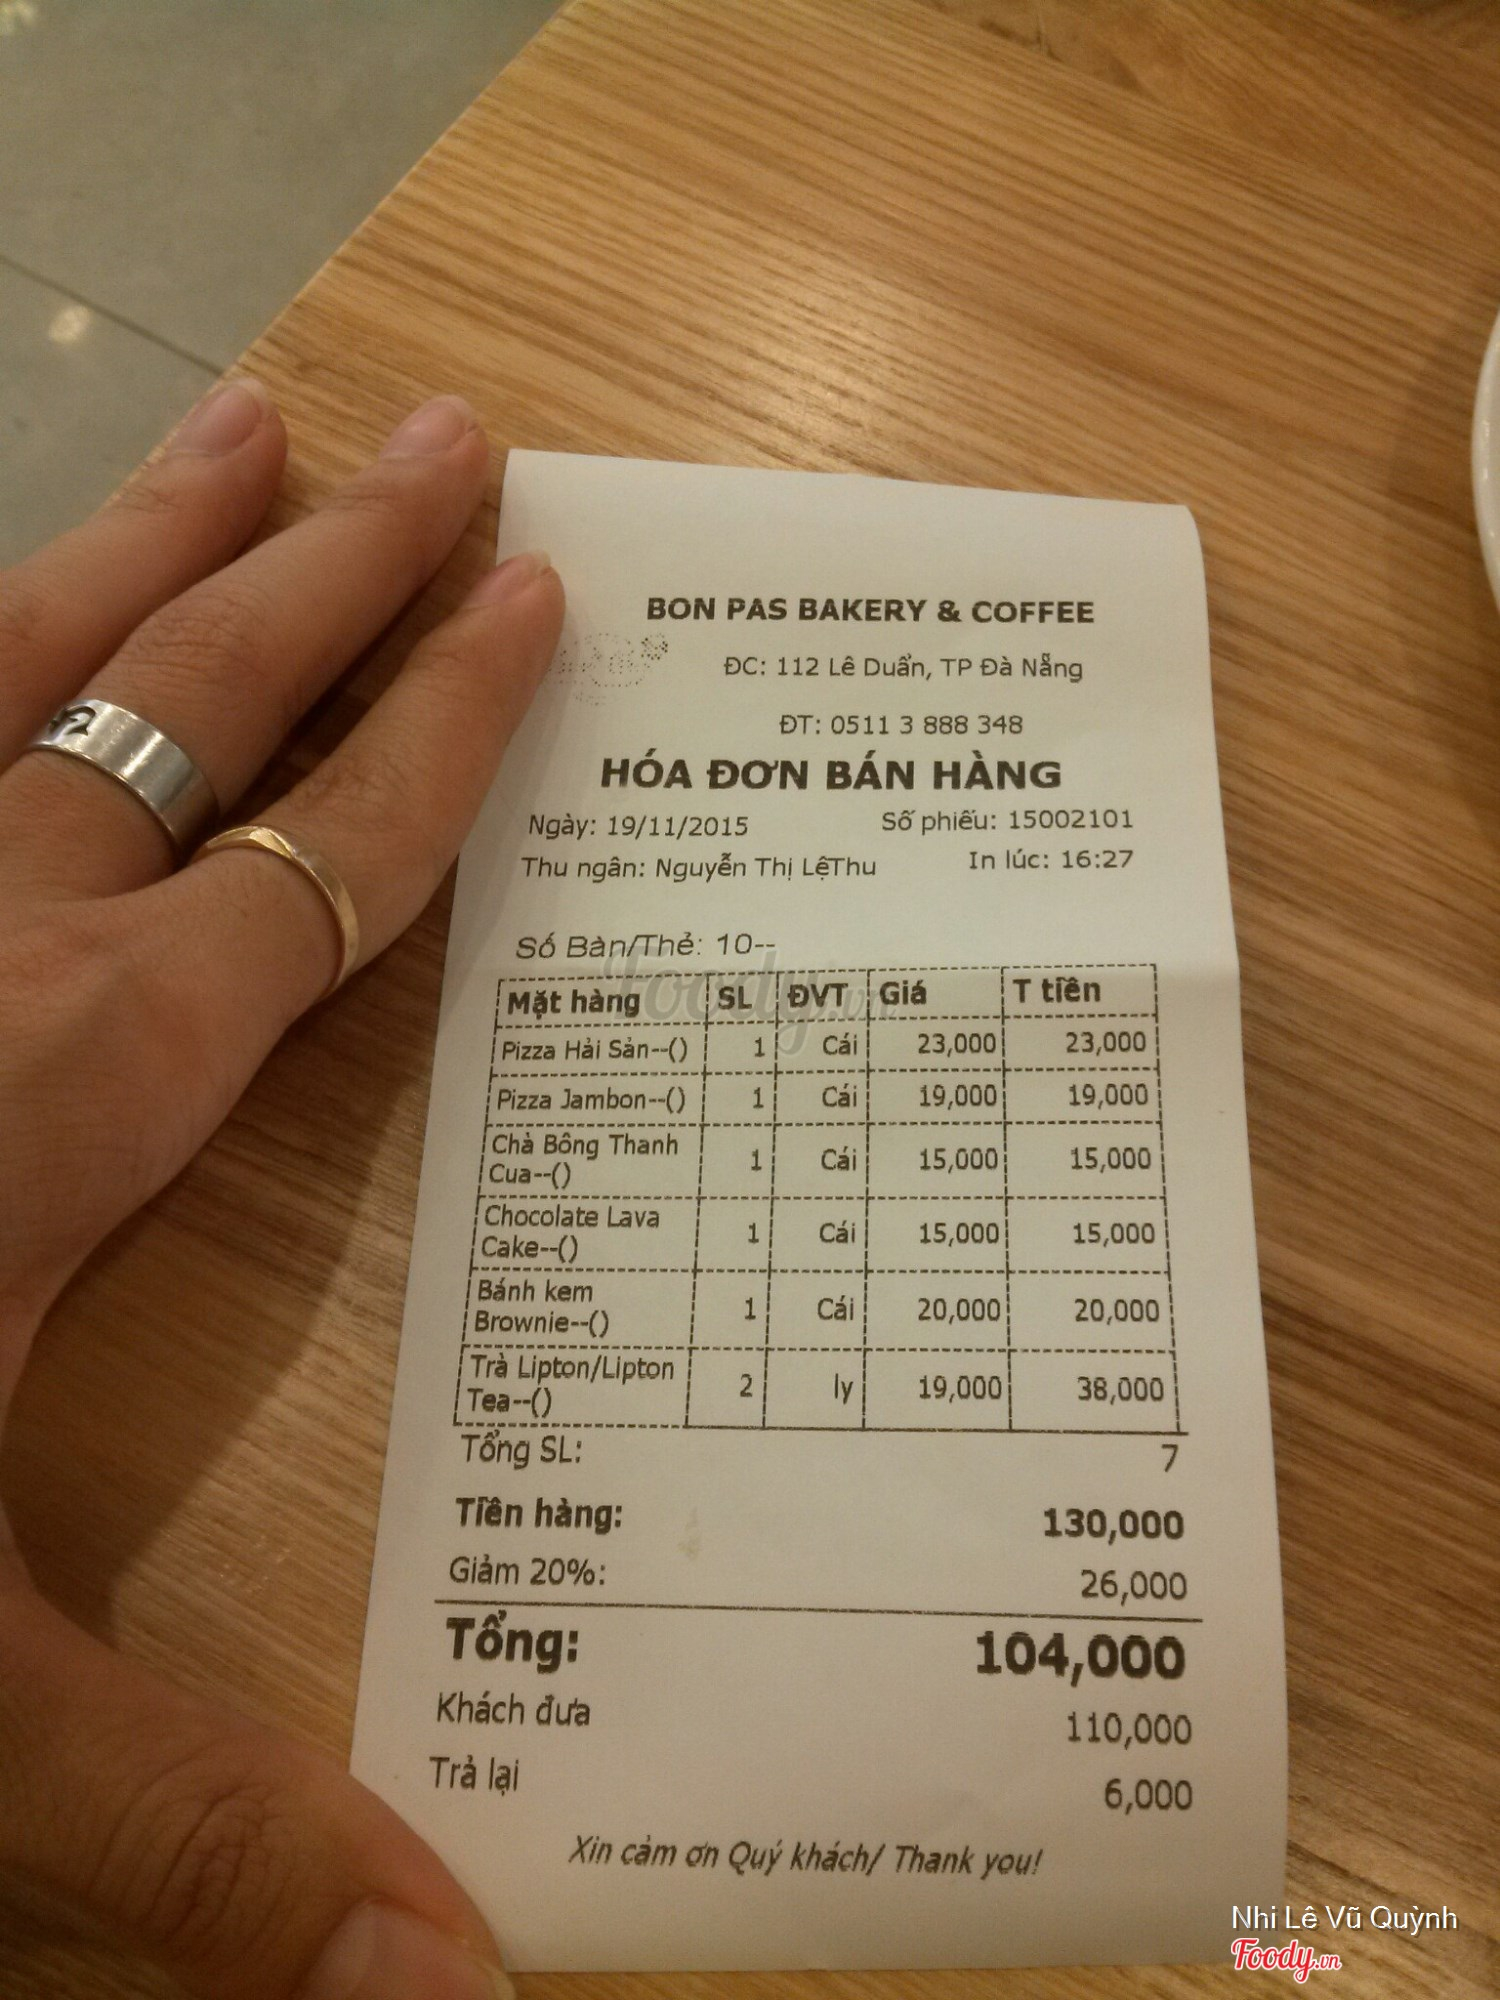 BON PAS BAKERY & COFFEE
ĐC: 112 Lê Duẩn, TP Đà Nẵng
ĐT: 0511 3 888 348
HÓA ĐƠN BÁN HÀNG
Ngày: 19/11/2015 Số phiếu: 15002101
Thu ngân: Nguyễn Thị LệThu In lúc: 16:27
Số Bàn/Thẻ: 10--
Mặt hàng SL ĐVT Giá T tiền
Pizza Hải Sản--() 1 Cái 23,000 23,000
Pizza Jambon--() 1 Cái 19,000 19,000
Chà Bông Thanh
Cua--() 1 Cái 15,000 15,000
Chocolate Lava
Cake--() 1 Cái 15,000 15,000
Bánh kem
Brownie--() 1 Cái 20,000 20,000
Trà Lipton/Lipton
Tea--() 2 ly 19,000 38,000
Tổng SL: 7
Tiền hàng: 130,000
Giảm 20%: 26,000
Tổng: 104,000
Khách đưa 110,000
Trả lại 6,000
Xin cảm ơn Quý khách/ Thank you!
Foody.vn
Nhi Lê Vũ Quỳnh
Foody.vn